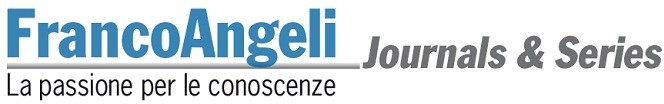 FrancoAngeli Journals & Series
La passione per le conoscenze